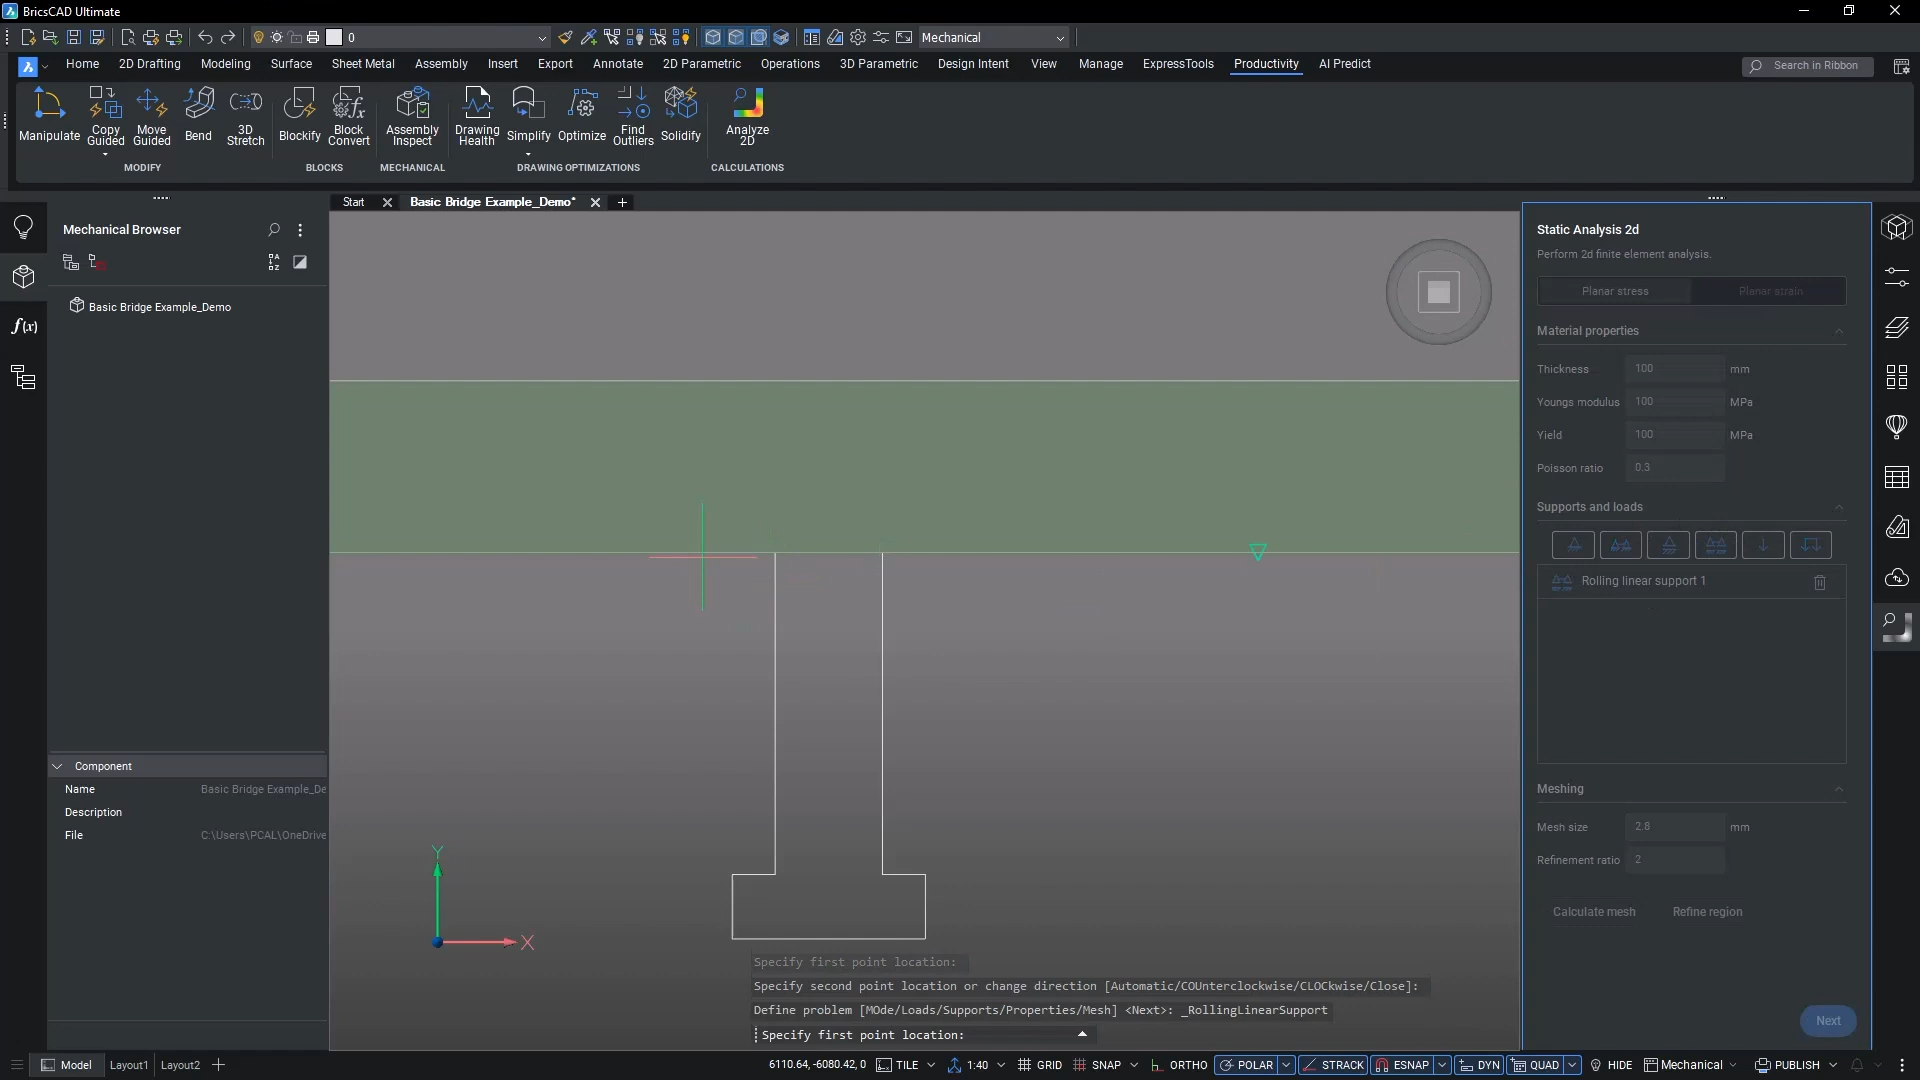 BricsCAD Ultimate
0
Mechanical
Home 2D Drafting Modeling Surface Sheet Metal Assembly Insert Export Annotate 2D Parametric Operations 3D Parametric Design Intent View Manage ExpressTools Productivity AI Predict
Search in Ribbon
Manipulate Copy Guided Move Guided Bend 3D Stretch Blockify Block Convert Assembly Inspect Drawing Health Simplify Optimize Find Outliers Solidify Analyze 2D
MODIFY BLOCKS MECHANICAL DRAWING OPTIMIZATIONS CALCULATIONS
Start Basic Bridge Example_Demo*
Mechanical Browser
Basic Bridge Example_Demo
f(x)
Component
Name Basic Bridge Example_De
Description
File C:\Users\PCAL\OneDrive
Y
X
Specify first point location:
Specify second point location or change direction [Automatic/COUnterclockwise/CLOCkwise/Close]:
Define problem [MOde/Loads/Supports/Properties/Mesh] <Next>: _RollingLinearSupport
Specify first point location:
Static Analysis 2d
Perform 2d finite element analysis.
Planar stress Planar strain
Material properties
Thickness 100 mm
Youngs modulus 100 MPa
Yield 100 MPa
Poisson ratio 0.3
Supports and loads
Rolling linear support 1
Meshing
Mesh size 2.8 mm
Refinement ratio 2
Calculate mesh Refine region
Next
Model Layout1 Layout2
6110.64, -6080.42, 0 TILE 1:40 GRID SNAP ORTHO POLAR STRACK ESNAP DYN QUAD HIDE Mechanical PUBLISH